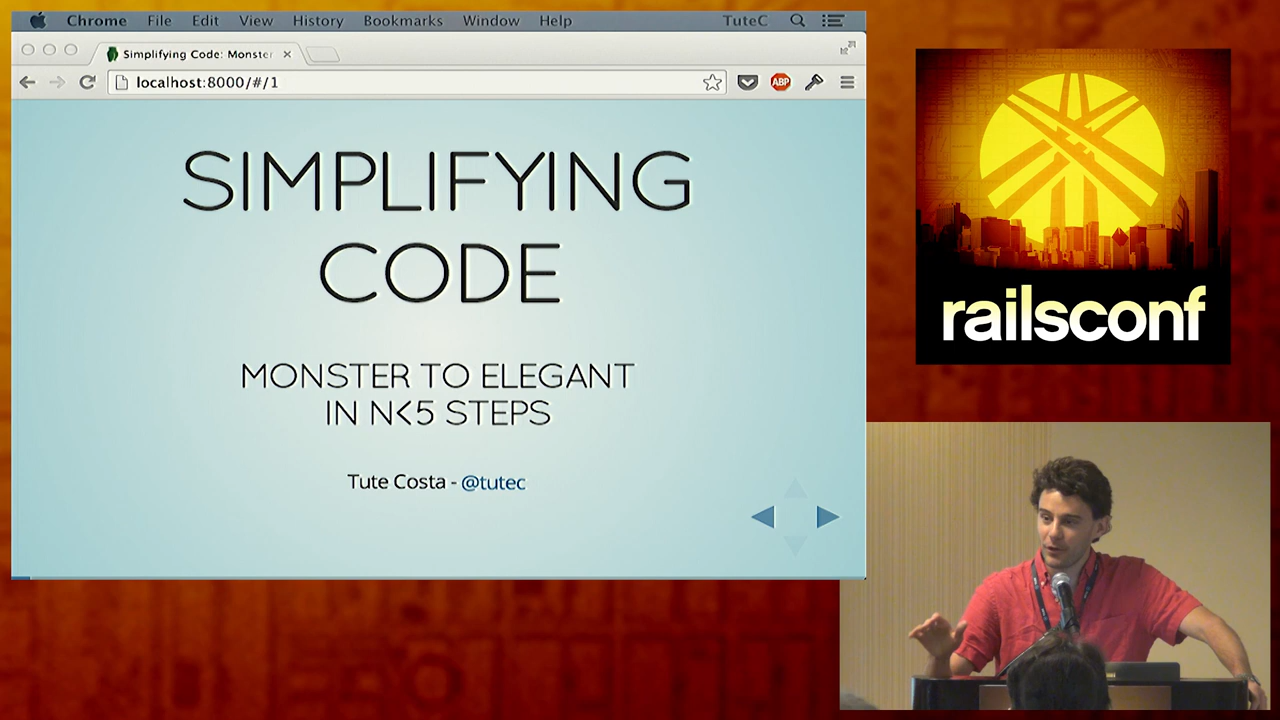 Chrome File Edit View History Bookmarks Window Help TuteC
Simplifying Code: Monster
localhost:8000/#/1
ABP
SIMPLIFYING
CODE
MONSTER TO ELEGANT
IN N<5 STEPS
Tute Costa - @tutec
railsconf